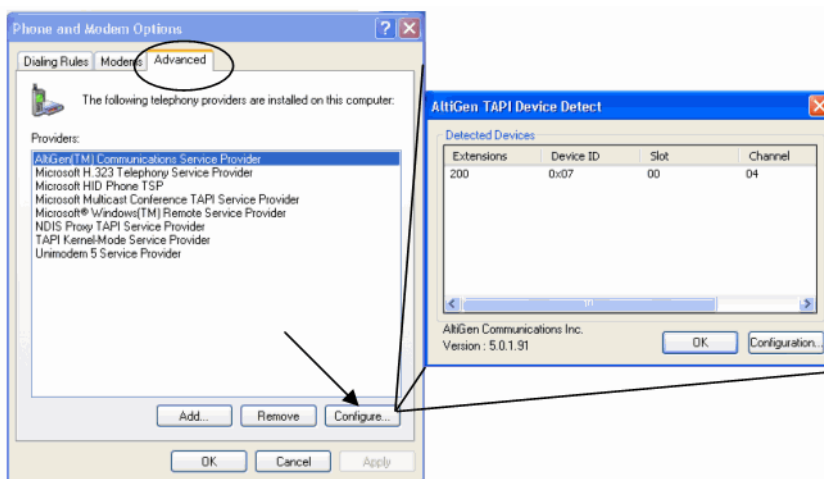 Phone and Modem Options
Dialing Rules Modems Advanced
The following telephony providers are installed on this computer:
Providers:
AltiGen(TM) Communications Service Provider
Microsoft H.323 Telephony Service Provider
Microsoft HID Phone TSP
Microsoft Multicast Conference TAPI Service Provider
Microsoft® Windows(TM) Remote Service Provider
NDIS Proxy TAPI Service Provider
TAPI Kernel-Mode Service Provider
Unimodem 5 Service Provider
Add... Remove Configure...
OK Cancel Apply
AltiGen TAPI Device Detect
Detected Devices
Extensions Device ID Slot Channel
200 0x07 00 04
AltiGen Communications Inc.
Version : 5.0.1.91
OK Configuration...